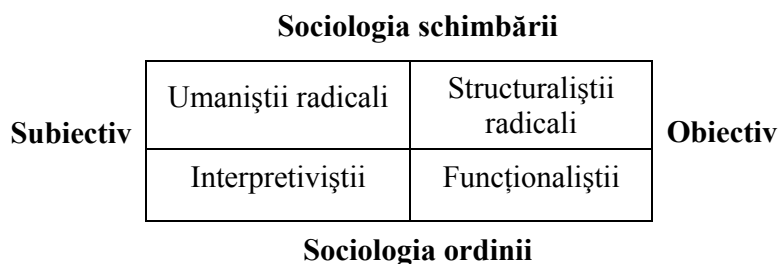 Sociologia schimbării
Umaniştii radicali
Structuraliştii
radicali
Subiectiv
Obiectiv
Interpretiviştii
Funcţionaliştii
Sociologia ordinii